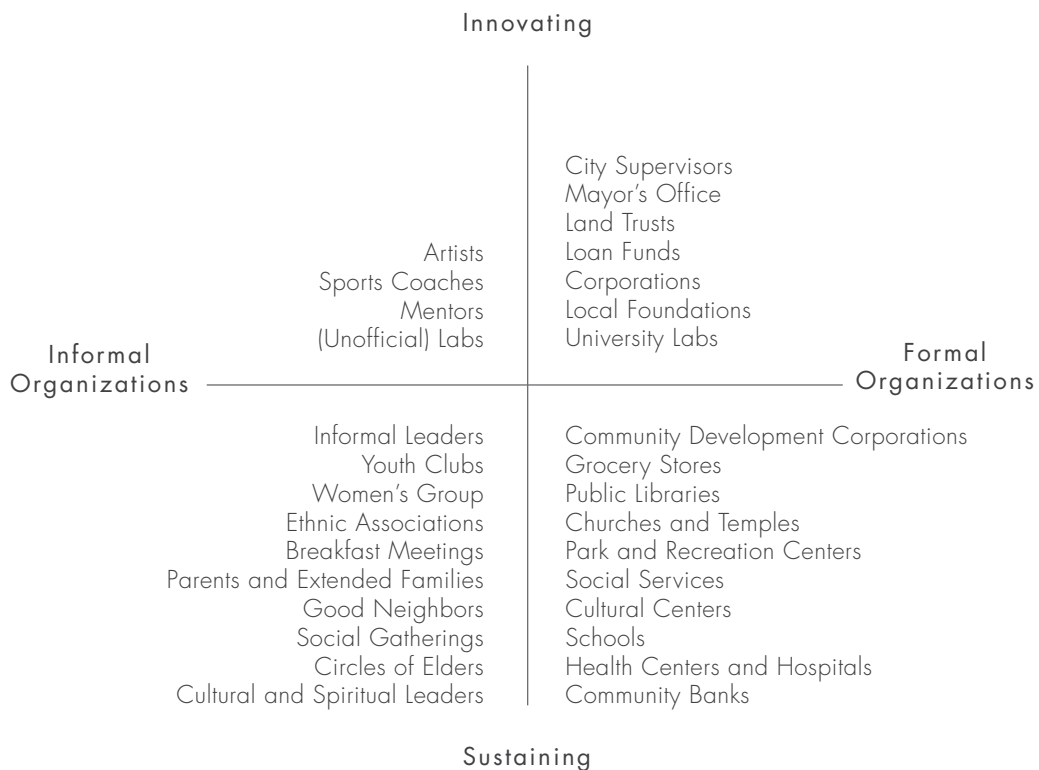 Innovating
Artists
Sports Coaches
Mentors
(Unofficial) Labs
City Supervisors
Mayor’s Office
Land Trusts
Loan Funds
Corporations
Local Foundations
University Labs
Informal
Organizations
Formal
Organizations
Informal Leaders
Youth Clubs
Women’s Group
Ethnic Associations
Breakfast Meetings
Parents and Extended Families
Good Neighbors
Social Gatherings
Circles of Elders
Cultural and Spiritual Leaders
Community Development Corporations
Grocery Stores
Public Libraries
Churches and Temples
Park and Recreation Centers
Social Services
Cultural Centers
Schools
Health Centers and Hospitals
Community Banks
Sustaining